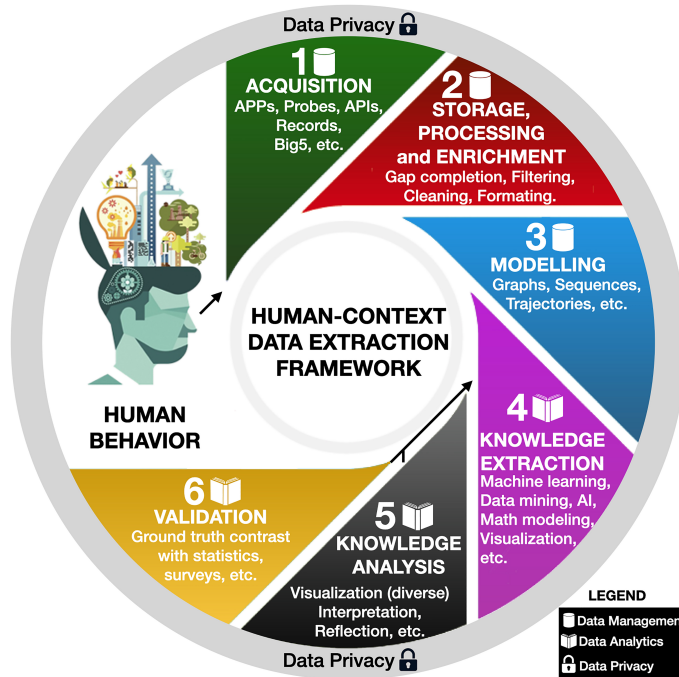 Data Privacy
1
ACQUISITION
APPs, Probes, APIs,
Records,
Big5, etc.
2
STORAGE,
PROCESSING
and ENRICHMENT
Gap completion, Filtering,
Cleaning, Formating.
3
MODELLING
Graphs, Sequences,
Trajectories, etc.
HUMAN-CONTEXT
DATA EXTRACTION
FRAMEWORK
HUMAN
BEHAVIOR
4
KNOWLEDGE
EXTRACTION
Machine learning,
Data mining, AI,
Math modeling,
Visualization,
etc.
5
KNOWLEDGE
ANALYSIS
Visualization (diverse)
Interpretation,
Reflection, etc.
6
VALIDATION
Ground truth contrast
with statistics,
surveys, etc.
Data Privacy
LEGEND
Data Managemen
Data Analytics
Data Privacy